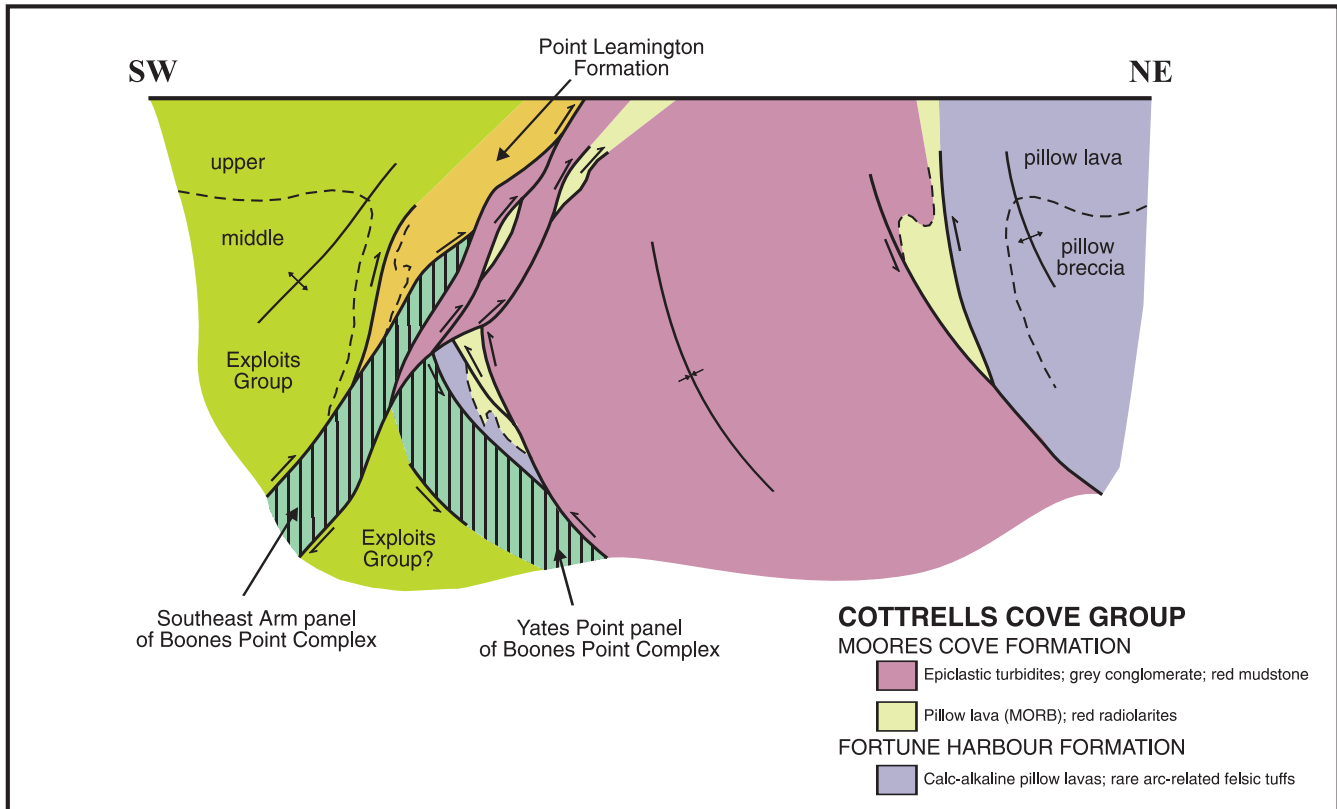 SW
Point Leamington
Formation
NE
upper
middle
Exploits
Group
pillow lava
pillow
breccia
Exploits
Group?
Southeast Arm panel
of Boones Point Complex
Yates Point panel
of Boones Point Complex
COTTRELLS COVE GROUP
MOORES COVE FORMATION
Epiclastic turbidites; grey conglomerate; red mudstone
Pillow lava (MORB); red radiolarites
FORTUNE HARBOUR FORMATION
Calc-alkaline pillow lavas; rare arc-related felsic tuffs